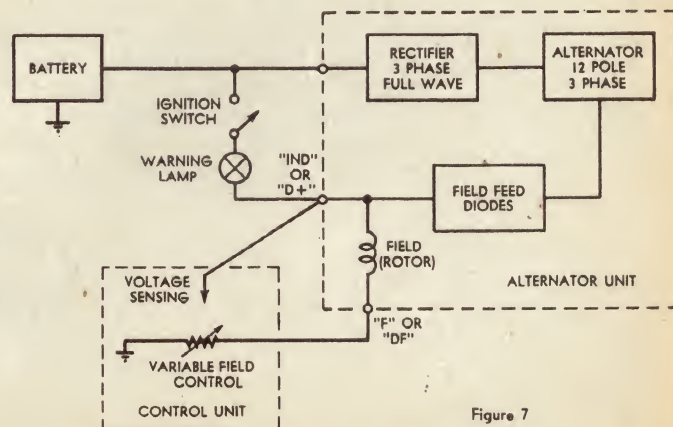 BATTERY
RECTIFIER
3 PHASE
FULL WAVE
ALTERNATOR
12 POLE
3 PHASE
IGNITION
SWITCH
WARNING
LAMP
"IND"
OR
"D+"
FIELD FEED
DIODES
FIELD
(ROTOR)
ALTERNATOR UNIT
VOLTAGE
SENSING
"F" OR
"DF"
VARIABLE FIELD
CONTROL
CONTROL UNIT
Figure 7